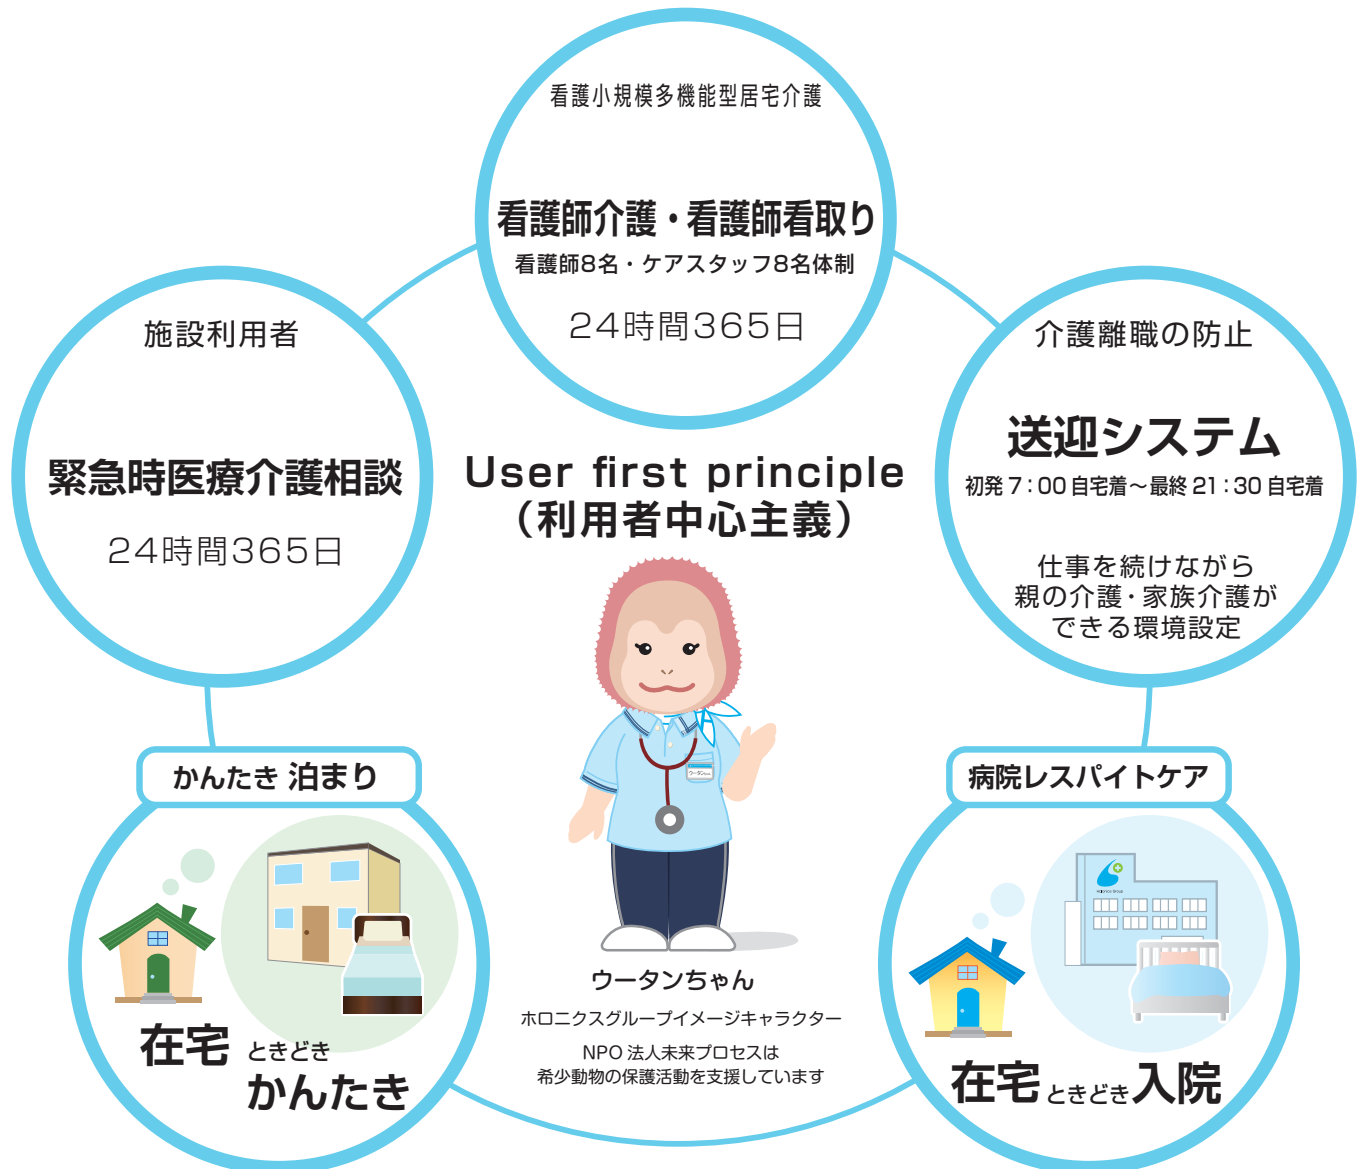 看護小規模多機能型居宅介護
看護師介護・看護師看取り
看護師8名・ケアスタッフ8名体制
24時間365日
施設利用者
緊急時医療介護相談
24時間365日
介護離職の防止
送迎システム
初発 7:00 自宅着～最終 21:30 自宅着
仕事を続けながら
親の介護・家族介護が
できる環境設定
User first principle
（利用者中心主義）
かんたき 泊まり
在宅 ときどき
かんたき
病院レスパイトケア
在宅 ときどき 入院
ウータンちゃん
ホロニクスグループイメージキャラクター
NPO 法人未来プロセスは
希少動物の保護活動を支援しています